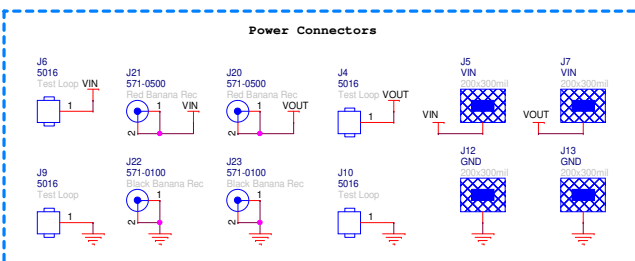 Power Connectors
J6
5016
Test Loop
VIN
1
J21
571-0500
Red Banana Rec
VIN
1
2
J20
571-0500
Red Banana Rec
VOUT
1
2
J4
5016
Test Loop
VOUT
1
J5
VIN
200x300mil
VIN
J7
VIN
200x300mil
VOUT
J9
5016
Test Loop
1
J22
571-0100
Black Banana Rec
1
2
J23
571-0100
Black Banana Rec
1
2
J10
5016
Test Loop
1
J12
GND
200x300mil
J13
GND
200x300mil